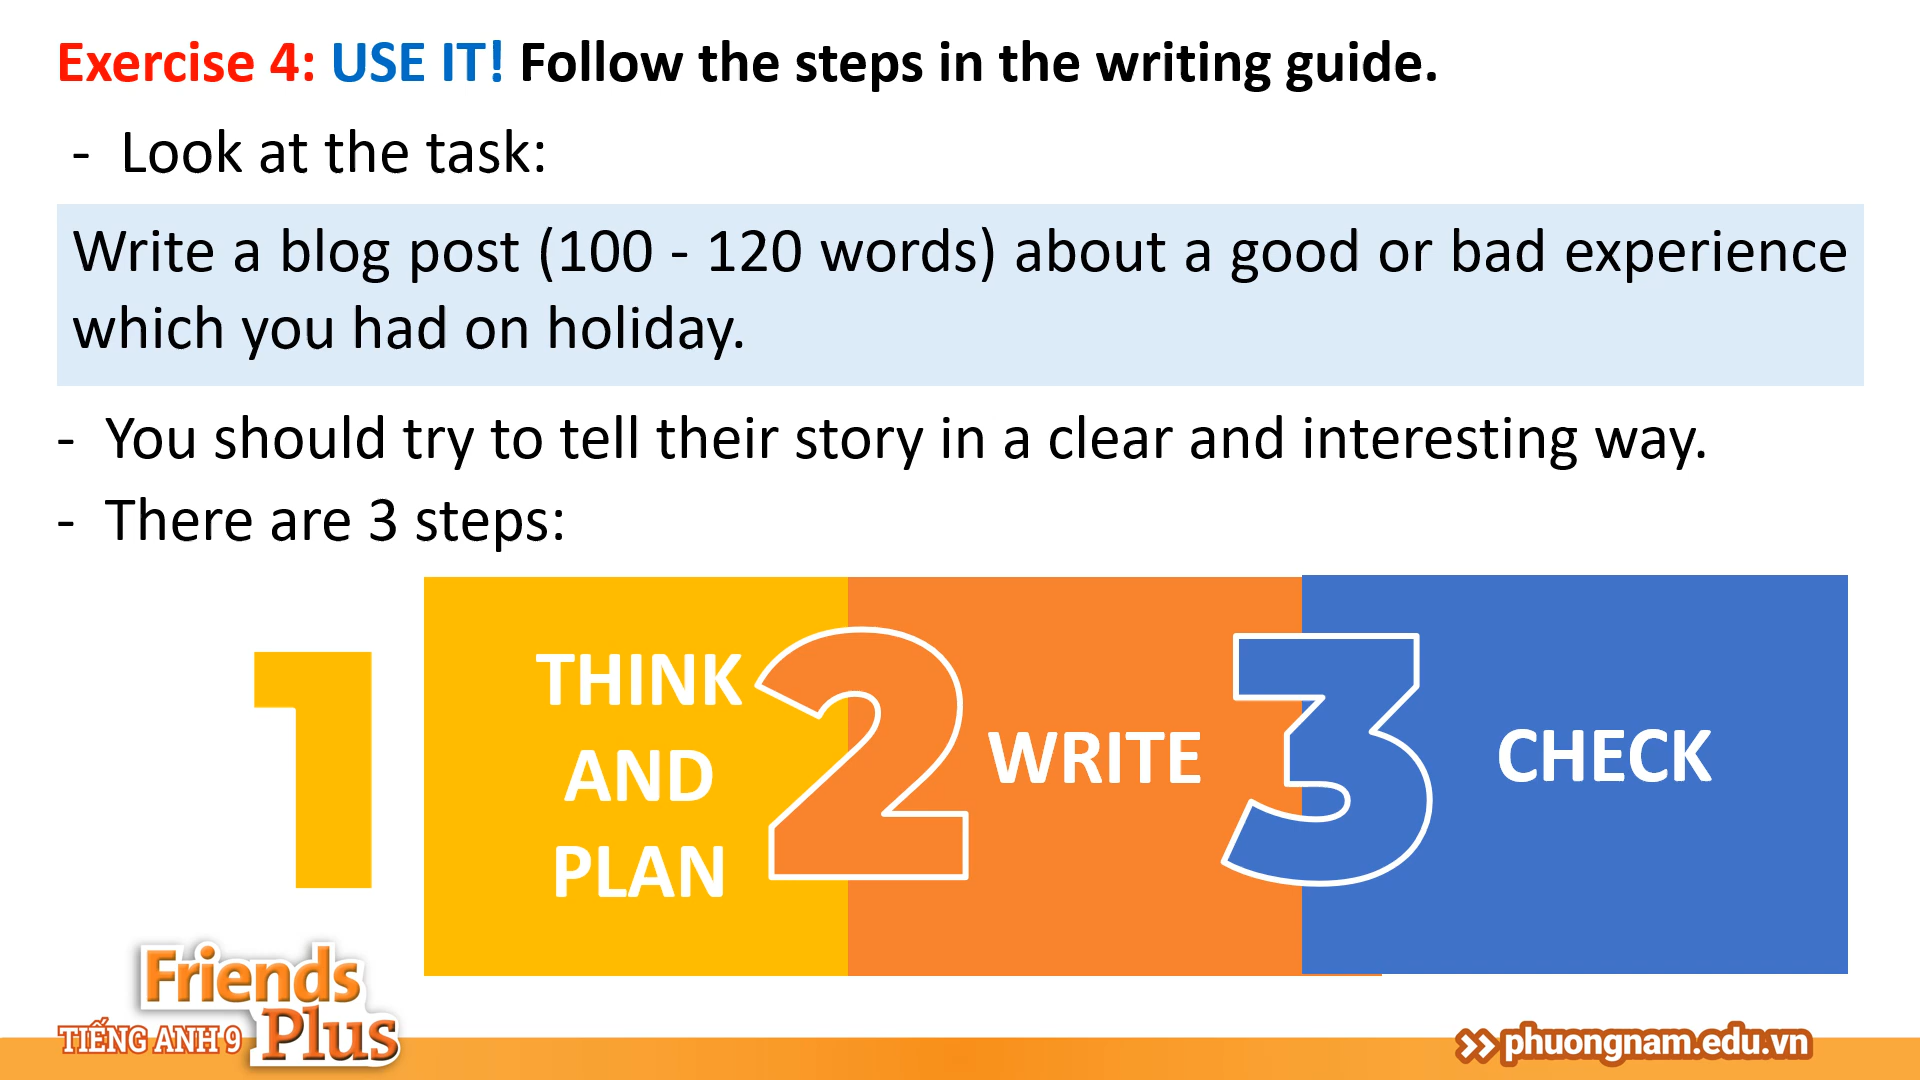 Exercise 4: USE IT! Follow the steps in the writing guide.
- Look at the task:
Write a blog post (100 - 120 words) about a good or bad experience
which you had on holiday.
- You should try to tell their story in a clear and interesting way.
- There are 3 steps:
1
THINK
AND
PLAN
2
WRITE
3
CHECK
Friends
Plus
TIẾNG ANH 9
phuongnam.edu.vn